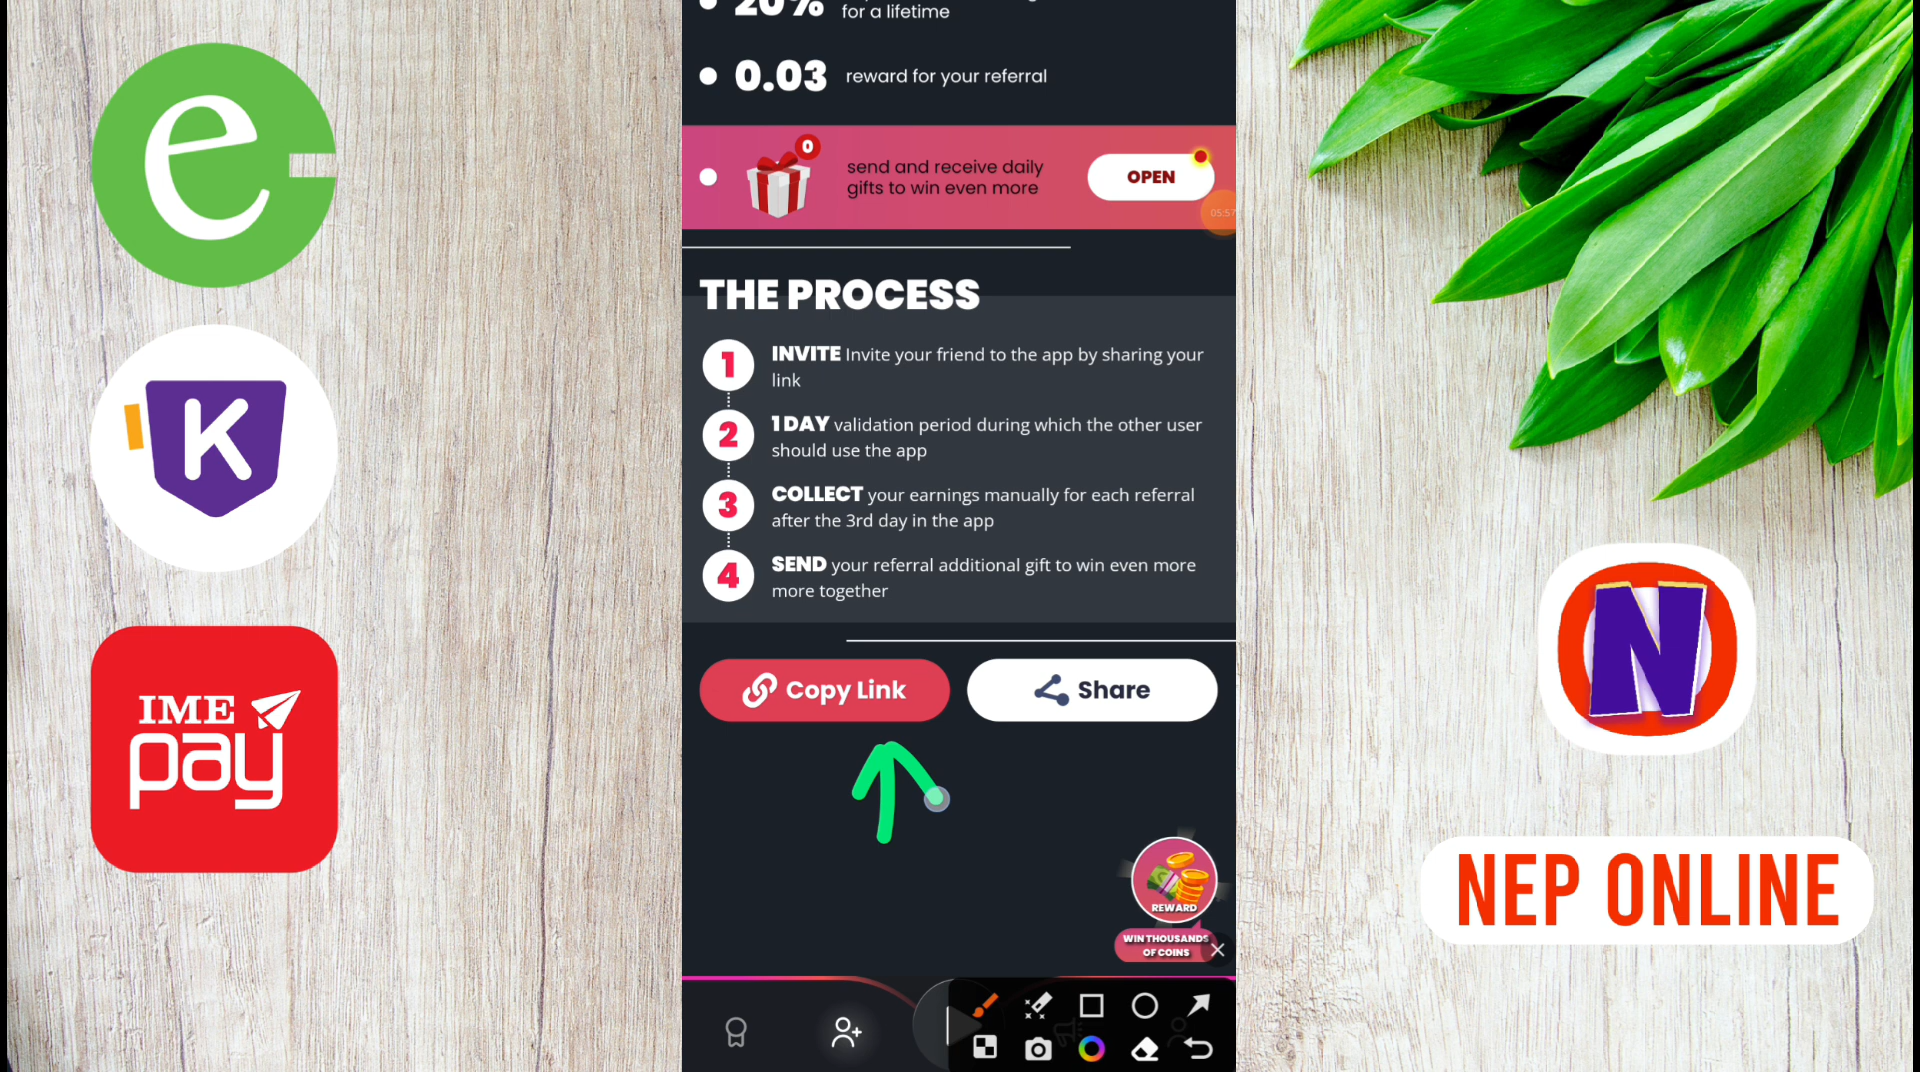 20%
for a lifetime
0.03 reward for your referral
0
send and receive daily
gifts to win even more
OPEN
05:57
THE PROCESS
1 INVITE Invite your friend to the app by sharing your
link
2 1 DAY validation period during which the other user
should use the app
3 COLLECT your earnings manually for each referral
after the 3rd day in the app
4 SEND your referral additional gift to win even more
more together
Copy Link
Share
REWARD
WIN THOUSANDS
OF COINS
e
K
IME
pay
N
NEP ONLINE